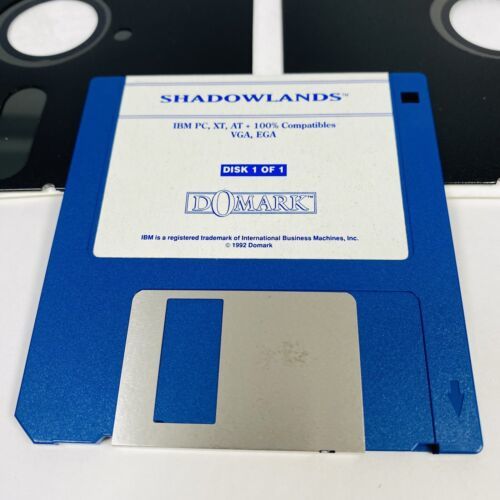 SHADOWLANDS™
IBM PC, XT, AT + 100% Compatibles
VGA, EGA
DISK 1 OF 1
DOMARK™
IBM is a registered trademark of International Business Machines, Inc.
© 1992 Domark